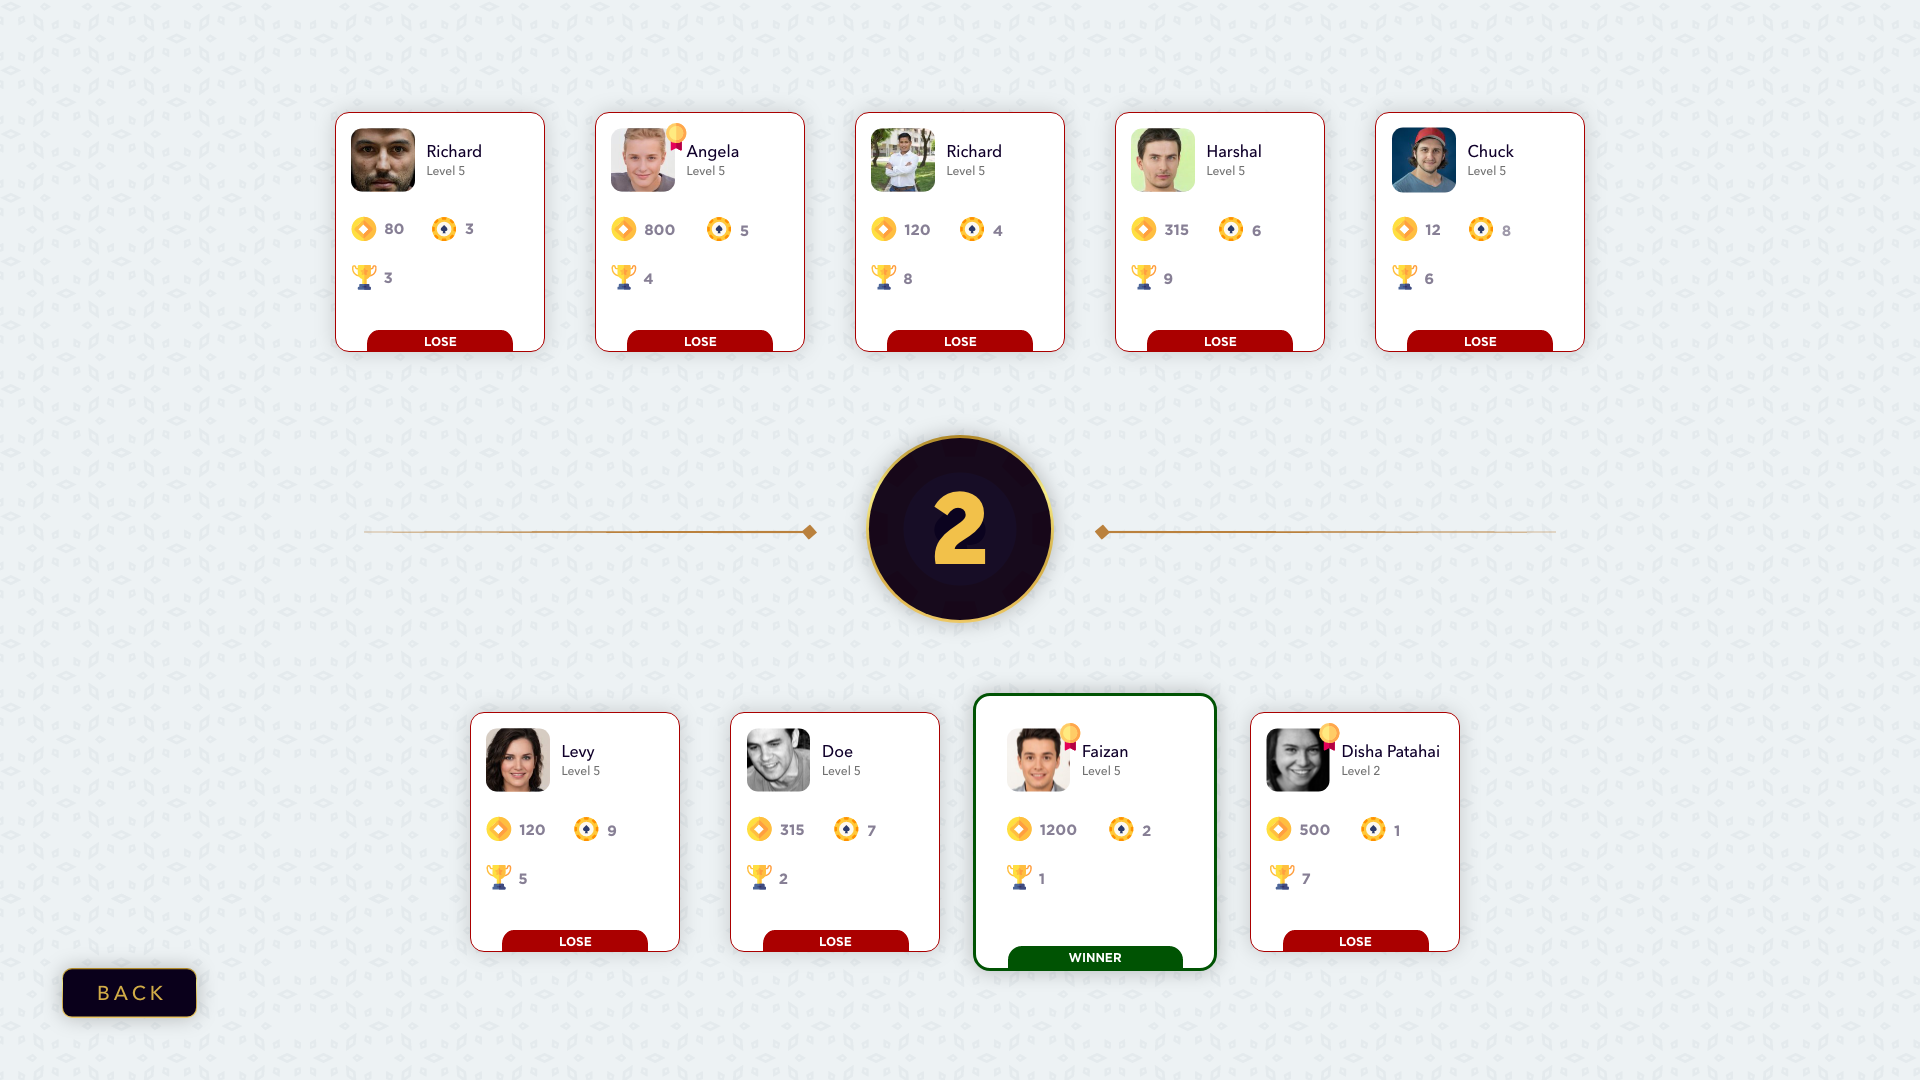 Richard
Level 5
80 3
3
LOSE
Angela
Level 5
800 5
4
LOSE
Richard
Level 5
120 4
8
LOSE
Harshal
Level 5
315 6
9
LOSE
Chuck
Level 5
12 8
6
LOSE
2
Levy
Level 5
120 9
5
LOSE
Doe
Level 5
315 7
2
LOSE
Faizan
Level 5
1200 2
1
WINNER
Disha Patahai
Level 2
500 1
7
LOSE
BACK